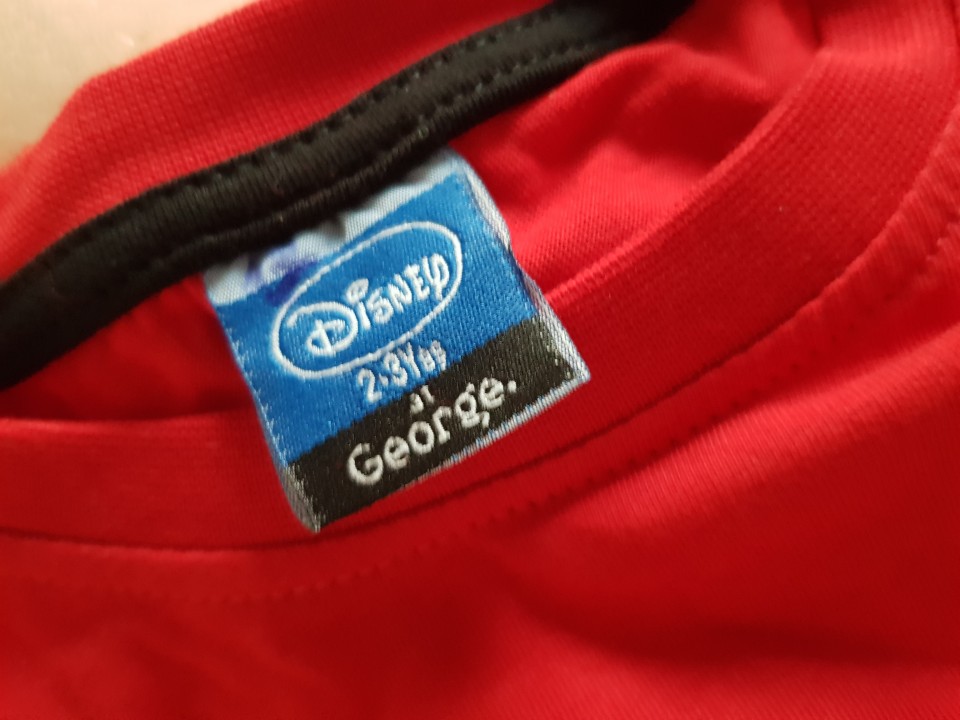 Disney
2-3Yrs
at
George.